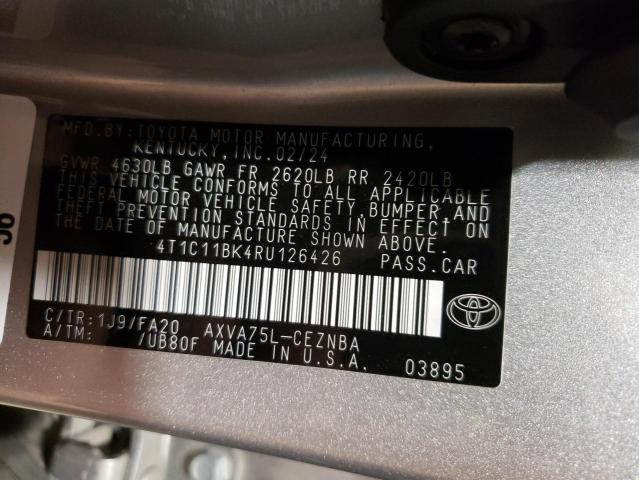 MFD. BY: TOYOTA MOTOR MANUFACTURING,
KENTUCKY, INC. 02/24
GVWR 4630LB GAWR FR 2620LB RR 2420LB
THIS VEHICLE CONFORMS TO ALL APPLICABLE
FEDERAL MOTOR VEHICLE SAFETY, BUMPER, AND
THEFT PREVENTION STANDARDS IN EFFECT ON
THE DATE OF MANUFACTURE SHOWN ABOVE.
4T1C11BK4RU126426 PASS.CAR
C/TR: 1J9/FA20 AXVA75L-CEZNBA
A/TM: /UB80F MADE IN U.S.A. 03895